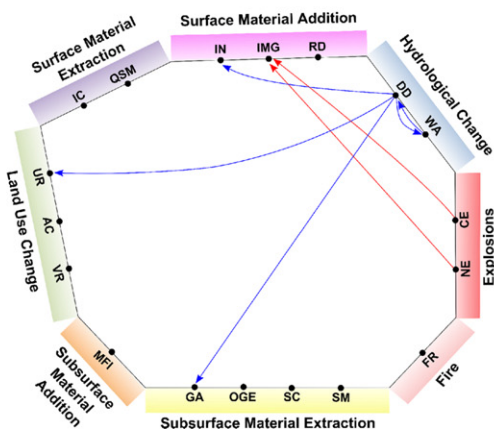 Surface Material Addition
IN
IMG
RD
Surface Material
Extraction
IC
QSM
Hydrological Change
DD
WA
UR
AC
VR
Land Use Change
CE
NE
Explosions
MFI
Subsurface
Material
Addition
FR
Fire
GA
OGE
SC
SM
Subsurface Material Extraction